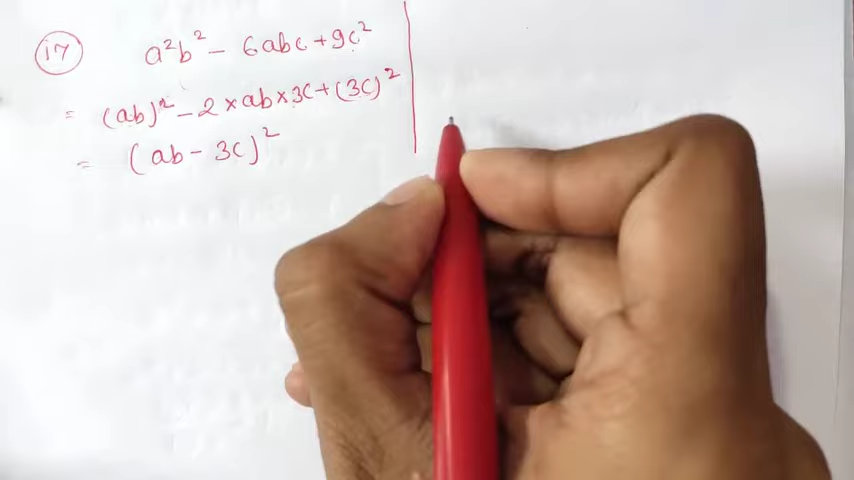 17 a²b² - 6abc + 9c²
= (ab)² - 2 × ab × 3c + (3c)²
= (ab - 3c)²